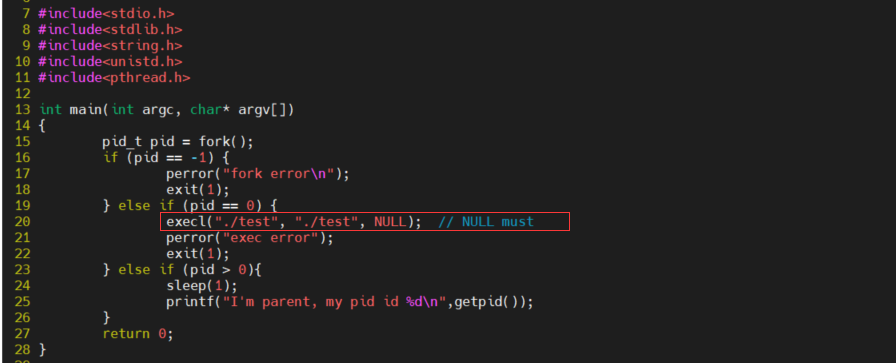 7 #include<stdio.h>
8 #include<stdlib.h>
9 #include<string.h>
10 #include<unistd.h>
11 #include<pthread.h>
12
13 int main(int argc, char* argv[])
14 {
15         pid_t pid = fork();
16         if (pid == -1) {
17                 perror("fork error\n");
18                 exit(1);
19         } else if (pid == 0) {
20                 execl("./test", "./test", NULL);  // NULL must
21                 perror("exec error");
22                 exit(1);
23         } else if (pid > 0){
24                 sleep(1);
25                 printf("I'm parent, my pid id %d\n",getpid());
26         }
27         return 0;
28 }